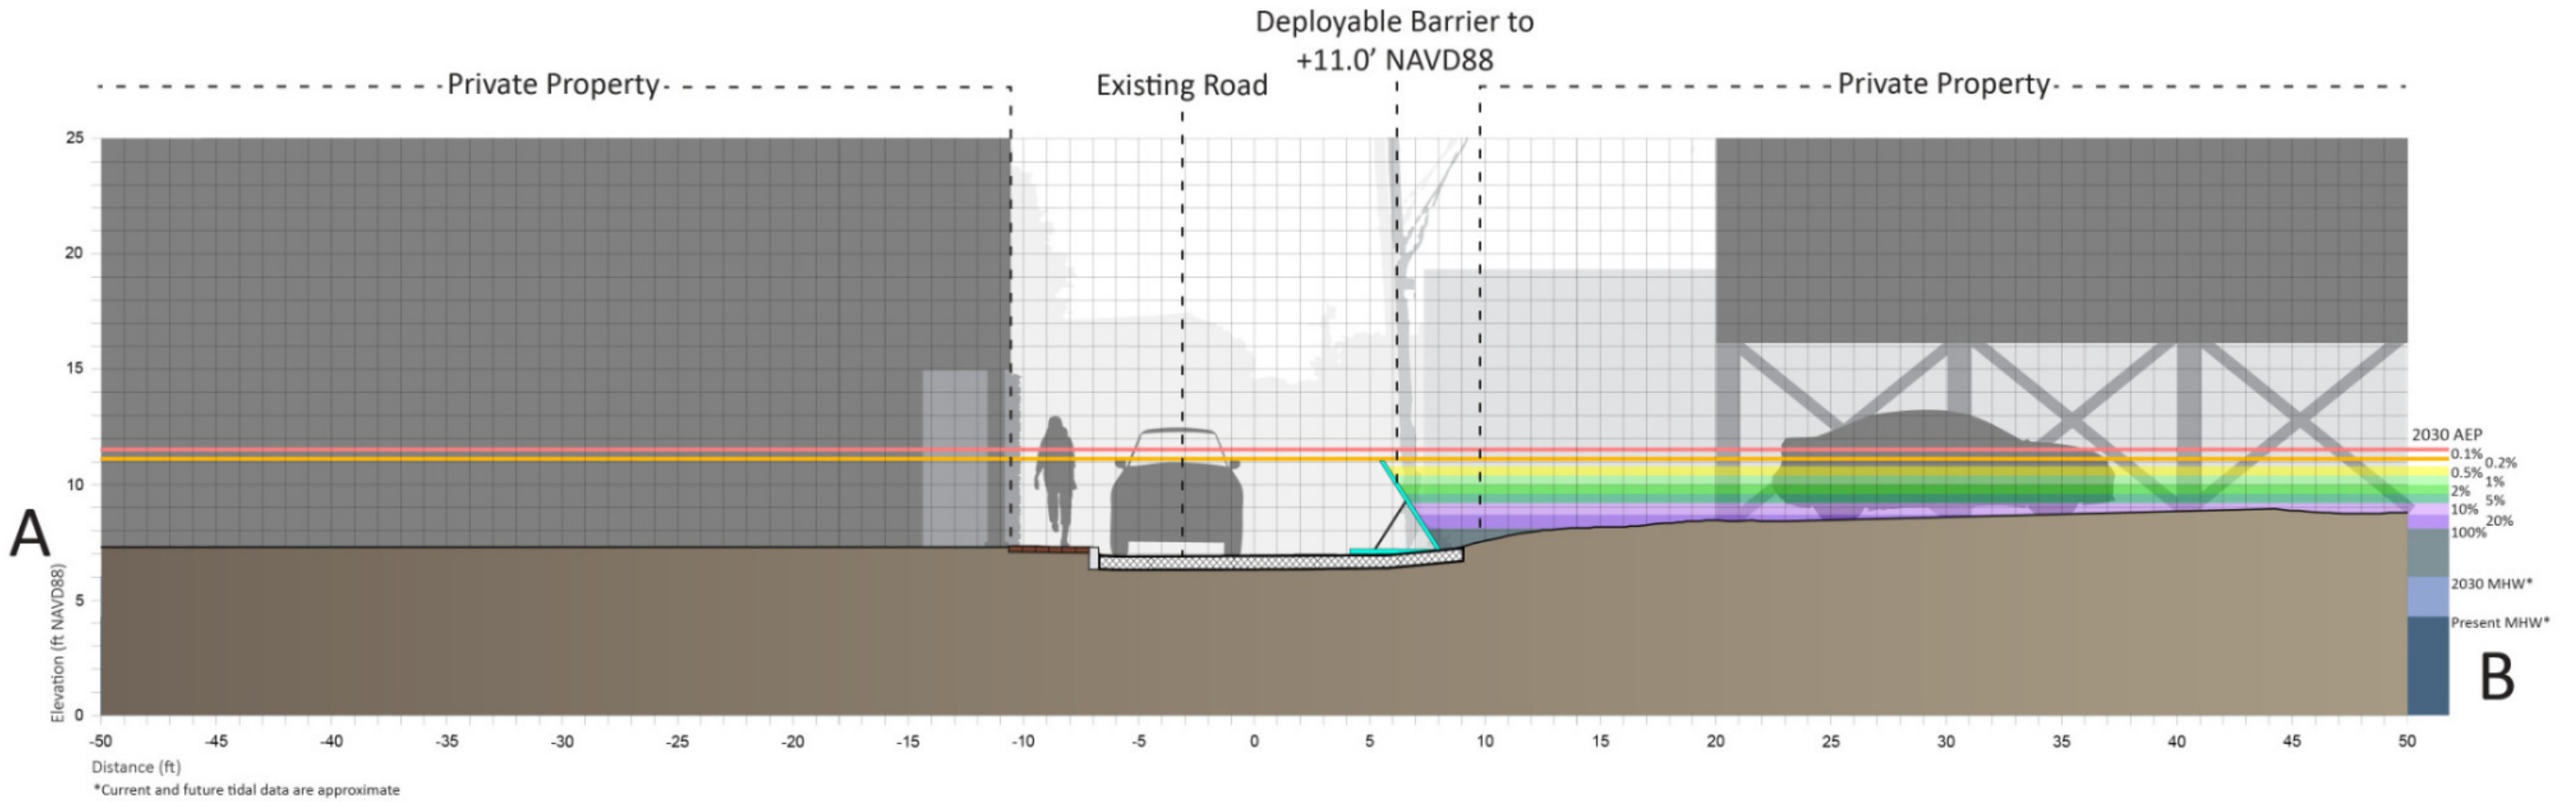 Deployable Barrier to
+11.0’ NAVD88
Private Property
Existing Road
Private Property
25
20
15
10
5
0
Elevation (ft NAVD88)
A
2030 AEP
0.1%
0.2%
0.5%
1%
2%
5%
10%
20%
100%
2030 MHW*
Present MHW*
B
-50 -45 -40 -35 -30 -25 -20 -15 -10 -5 0 5 10 15 20 25 30 35 40 45 50
Distance (ft)
*Current and future tidal data are approximate